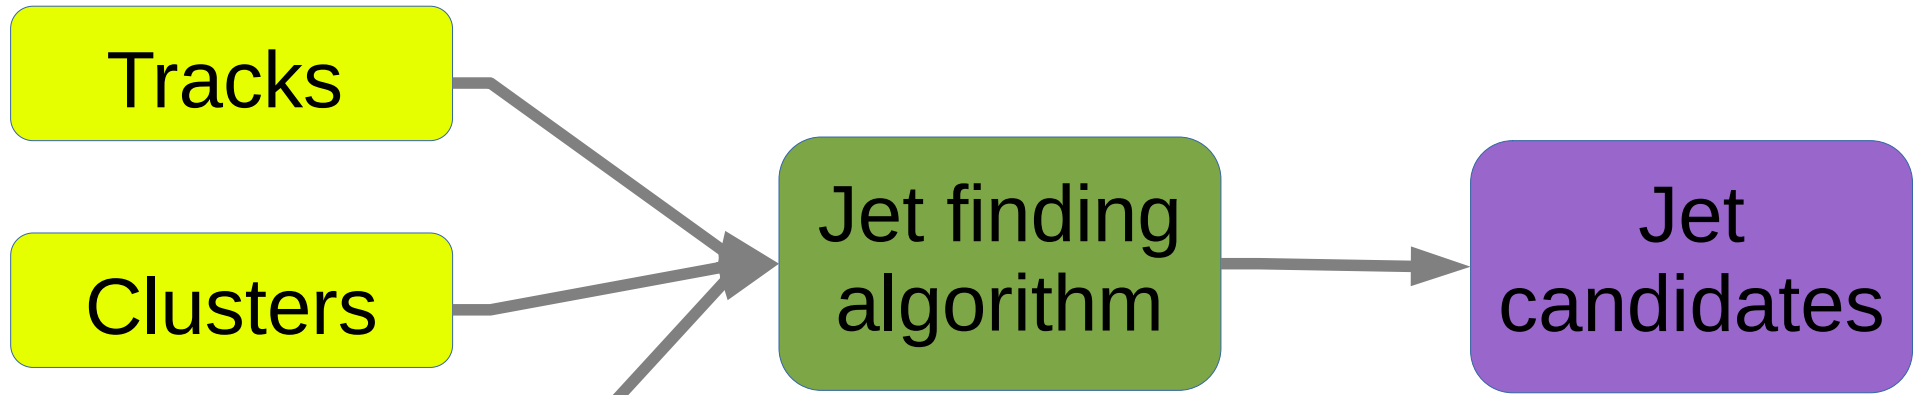 Tracks
Clusters
Jet finding
algorithm
Jet
candidates